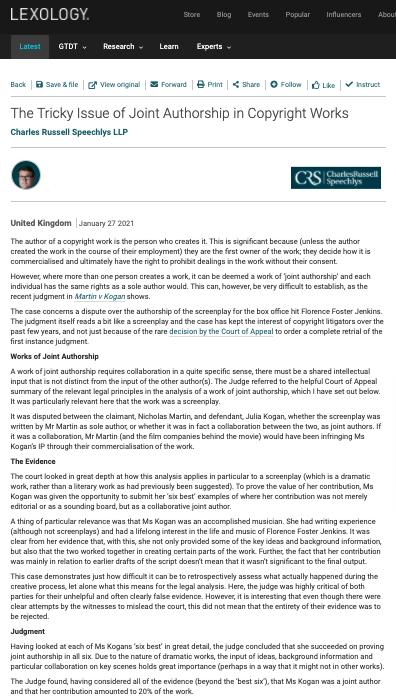 LEXOLOGY.
Store Blog Events Popular Influencers Abou
Latest GTDT Research Learn Experts
Back Save & file View original Forward Print Share Follow Like Instruct
The Tricky Issue of Joint Authorship in Copyright Works
Charles Russell Speechlys LLP
CRS CharlesRussell
Speechlys
United Kingdom January 27 2021
The author of a copyright work is the person who creates it. This is significant because (unless the author
created the work in the course of their employment) they are the first owner of the work; they decide how it is
commercialised and ultimately have the right to prohibit dealings in the work without their consent.
However, where more than one person creates a work, it can be deemed a work of 'joint authorship' and each
individual has the same rights as a sole author would. This can, however, be very difficult to establish, as the
recent judgment in Martin v Kogan shows.
The case concerns a dispute over the authorship of the screenplay for the box office hit Florence Foster Jenkins.
The judgment itself reads a bit like a screenplay and the case has kept the interest of copyright litigators over the
past few years, and not just because of the rare decision by the Court of Appeal to order a complete retrial of the
first instance judgment.
Works of Joint Authorship
A work of joint authorship requires collaboration in a quite specific sense, there must be a shared intellectual
input that is not distinct from the input of the other author(s). The Judge referred to the helpful Court of Appeal
summary of the relevant legal principles in the analysis of a work of joint authorship, which I have set out below.
It was particularly relevant here that the work was a screenplay.
It was disputed between the claimant, Nicholas Martin, and defendant, Julia Kogan, whether the screenplay was
written by Mr Martin as sole author, or whether it was in fact a collaboration between the two, as joint authors. If
it was a collaboration, Mr Martin (and the film companies behind the movie) would have been infringing Ms
Kogan's IP through their commercialisation of the work.
The Evidence
The court looked in great depth at how this analysis applies in particular to a screenplay (which is a dramatic
work, rather than a literary work as had previously been suggested). To prove the value of her contribution, Ms
Kogan was given the opportunity to submit her 'six best' examples of where her contribution was not merely
editorial or as a sounding board, but as a collaborative joint author.
A thing of particular relevance was that Ms Kogan was an accomplished musician. She had writing experience
(although not screenplays) and had a lifelong interest in the life and music of Florence Foster Jenkins. It was
clear from her evidence that, with this, she not only provided some of the key ideas and background information,
but also that the two worked together in creating certain parts of the work. Further, the fact that her contribution
was mainly in relation to earlier drafts of the script doesn't mean that it wasn't significant to the final output.
This case demonstrates just how difficult it can be to retrospectively assess what actually happened during the
creative process, let alone what this means for the legal analysis. Here, the judge was highly critical of both
parties for their unhelpful and often clearly false evidence. However, it is interesting that even though there were
clear attempts by the witnesses to mislead the court, this did not mean that the entirety of their evidence was to
be rejected.
Judgment
Having looked at each of Ms Kogans 'six best' in great detail, the judge concluded that she succeeded on proving
joint authorship in all six. Due to the nature of dramatic works, the input of ideas, background information and
particular collaboration on key scenes holds great importance (perhaps in a way that it might not in other works).
The Judge found, having considered all of the evidence (beyond the 'best six'), that Ms Kogan was a joint author
and that her contribution amounted to 20% of the work.